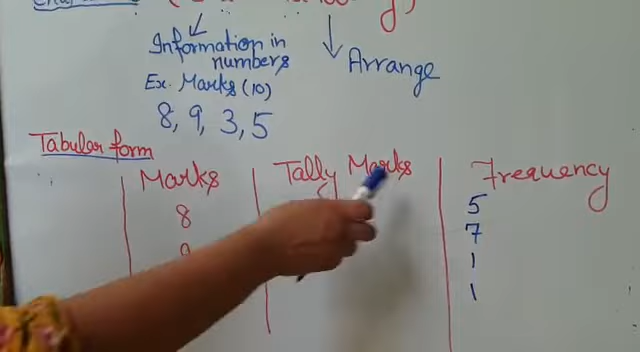 Information in
numbers
Arrange
Ex. Marks (10)
8, 9, 3, 5
Tabular form
Marks Tally Marks Frequency
8 5
9 7
1
1